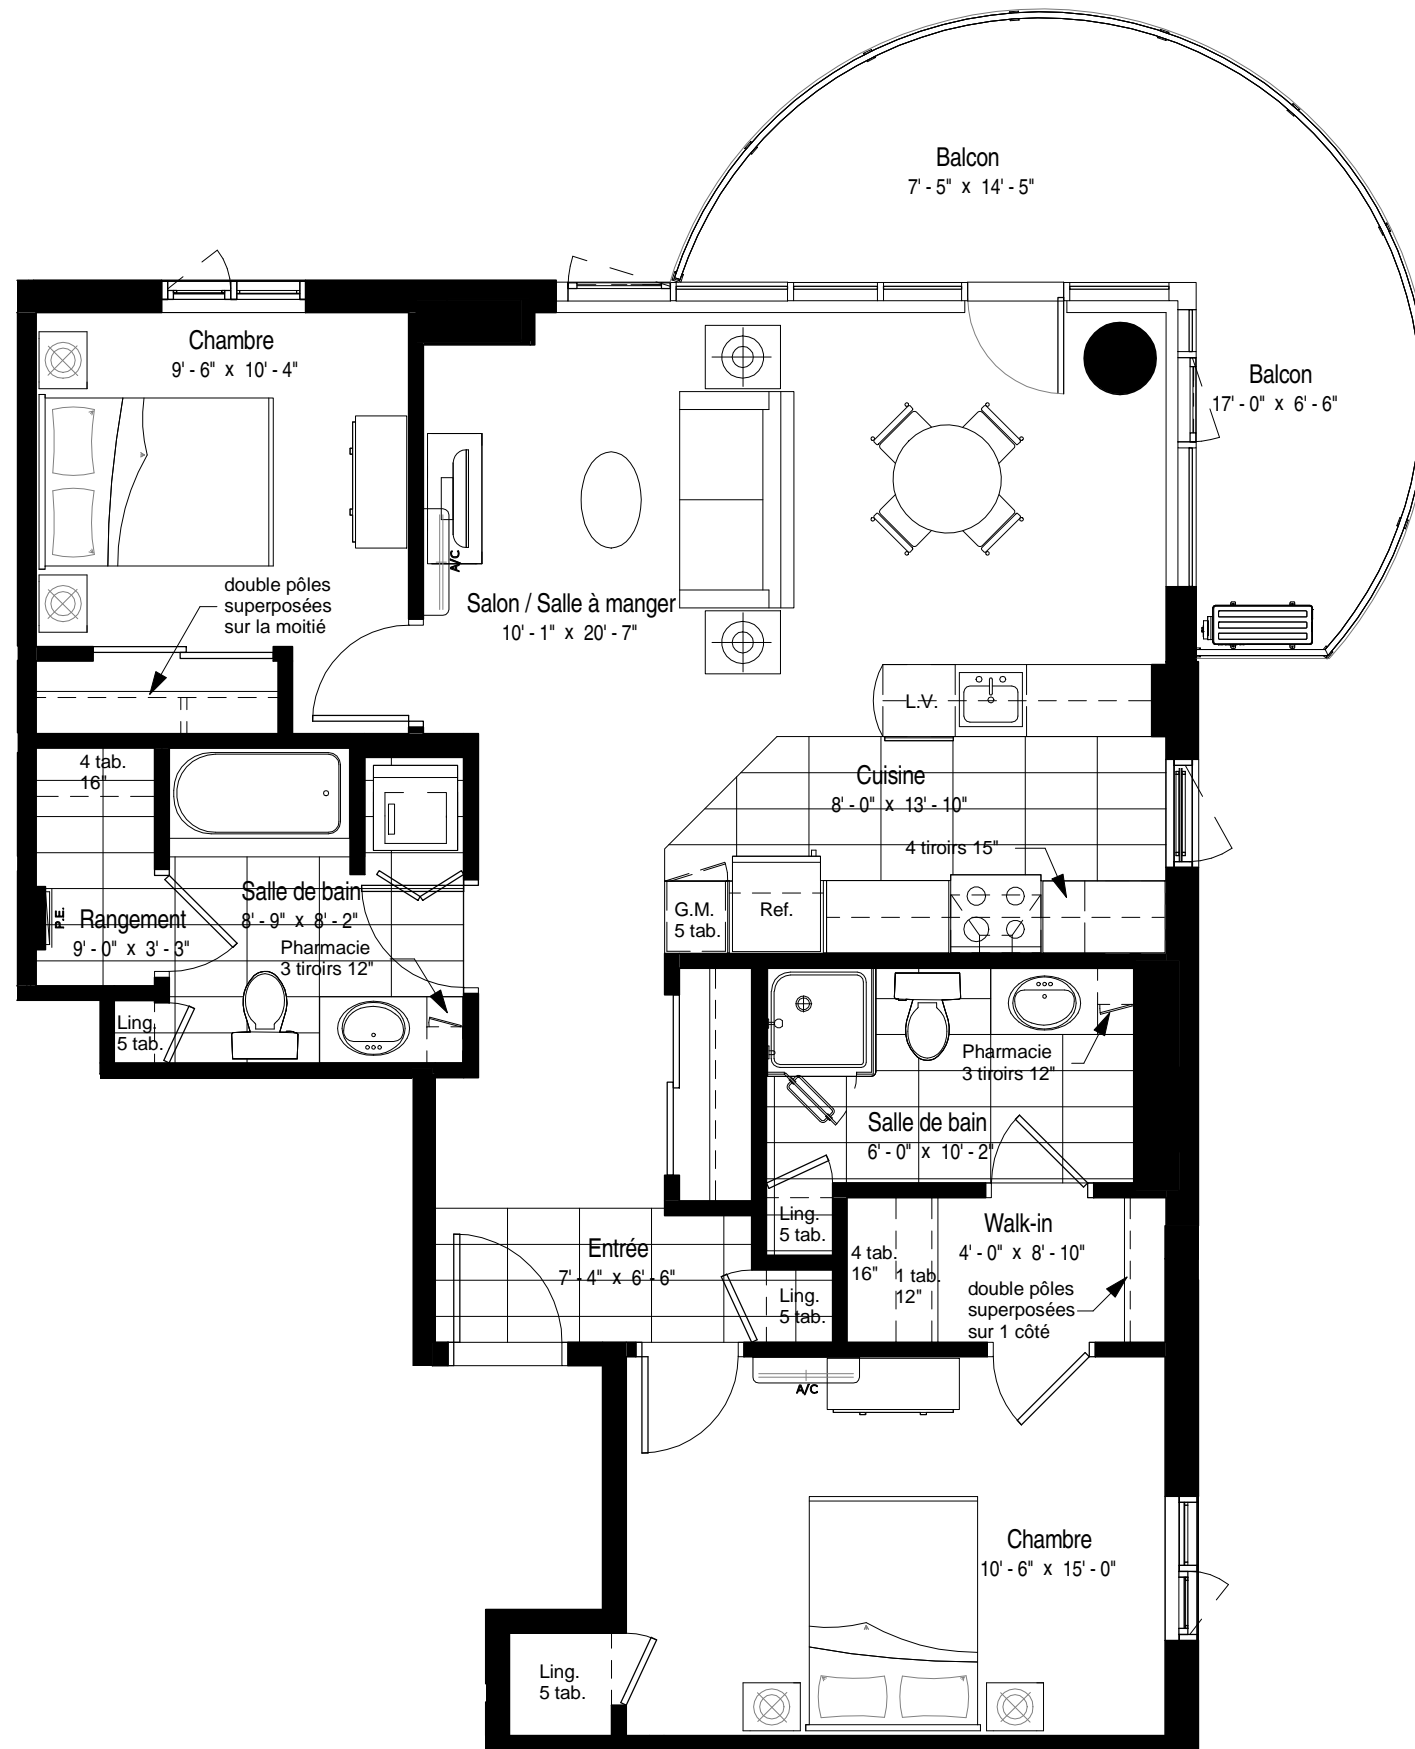 Balcon
7' - 5" x 14' - 5"
Chambre
9' - 6" x 10' - 4"
Balcon
17' - 0" x 6' - 6"
A/C
double pôles
superposées
sur la moitié
Salon / Salle à manger
10' - 1" x 20' - 7"
L.V.
4 tab.
16"
Cuisine
8' - 0" x 13' - 10"
4 tiroirs 15"
Salle de bain
8' - 9" x 8' - 2"
P.E.
Rangement
9' - 0" x 3' - 3"
G.M.
5 tab.
Ref.
Pharmacie
3 tiroirs 12"
Ling.
5 tab.
Pharmacie
3 tiroirs 12"
Salle de bain
6' - 0" x 10' - 2"
Ling.
5 tab.
Walk-in
4' - 0" x 8' - 10"
Entrée
7' - 4" x 6' - 6"
4 tab.
16"
1 tab.
12"
double pôles
superposées
sur 1 côté
Ling.
5 tab.
A/C
Chambre
10' - 6" x 15' - 0"
Ling.
5 tab.